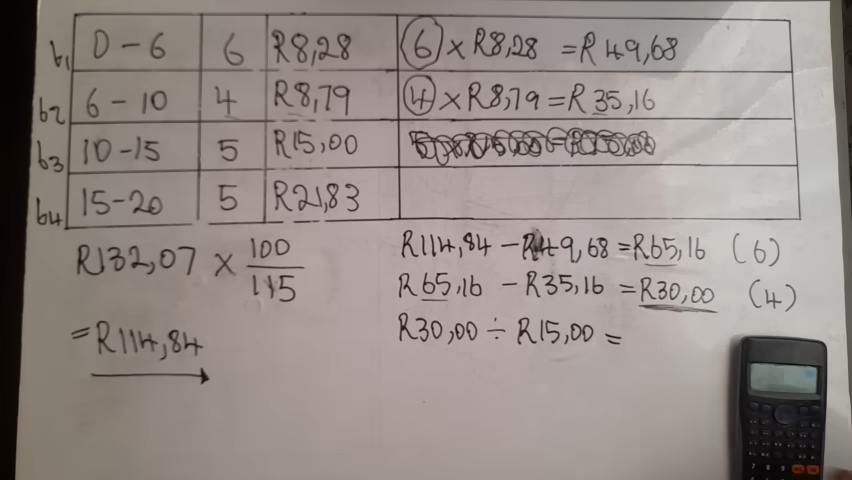 b1 0-6 6 R8,28 6 × R8,28 = R49,68
b2 6-10 4 R8,79 4 × R8,79 = R35,16
b3 10-15 5 R15,00
b4 15-20 5 R21,83
R132,07 × 100/115
= R114,84
R114,84 - R49,68 = R65,16 (6)
R65,16 - R35,16 = R30,00 (4)
R30,00 ÷ R15,00 =